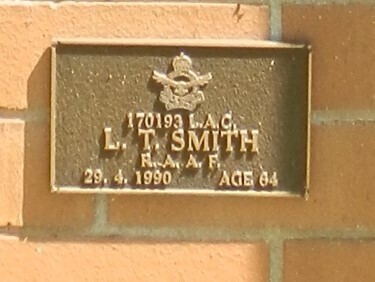 170193 L.A.C.
L. T. SMITH
R. A. A. F.
29. 4. 1990 AGE 64